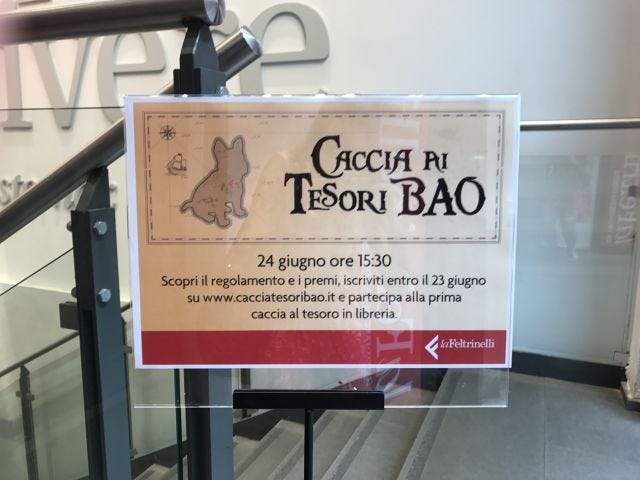 vere
CACCIA AI
TESORI BAO
24 giugno ore 15:30
Scopri il regolamento e i premi, iscriviti entro il 23 giugno
su www.cacciatesoribao.it e partecipa alla prima
caccia al tesoro in libreria.
laFeltrinelli